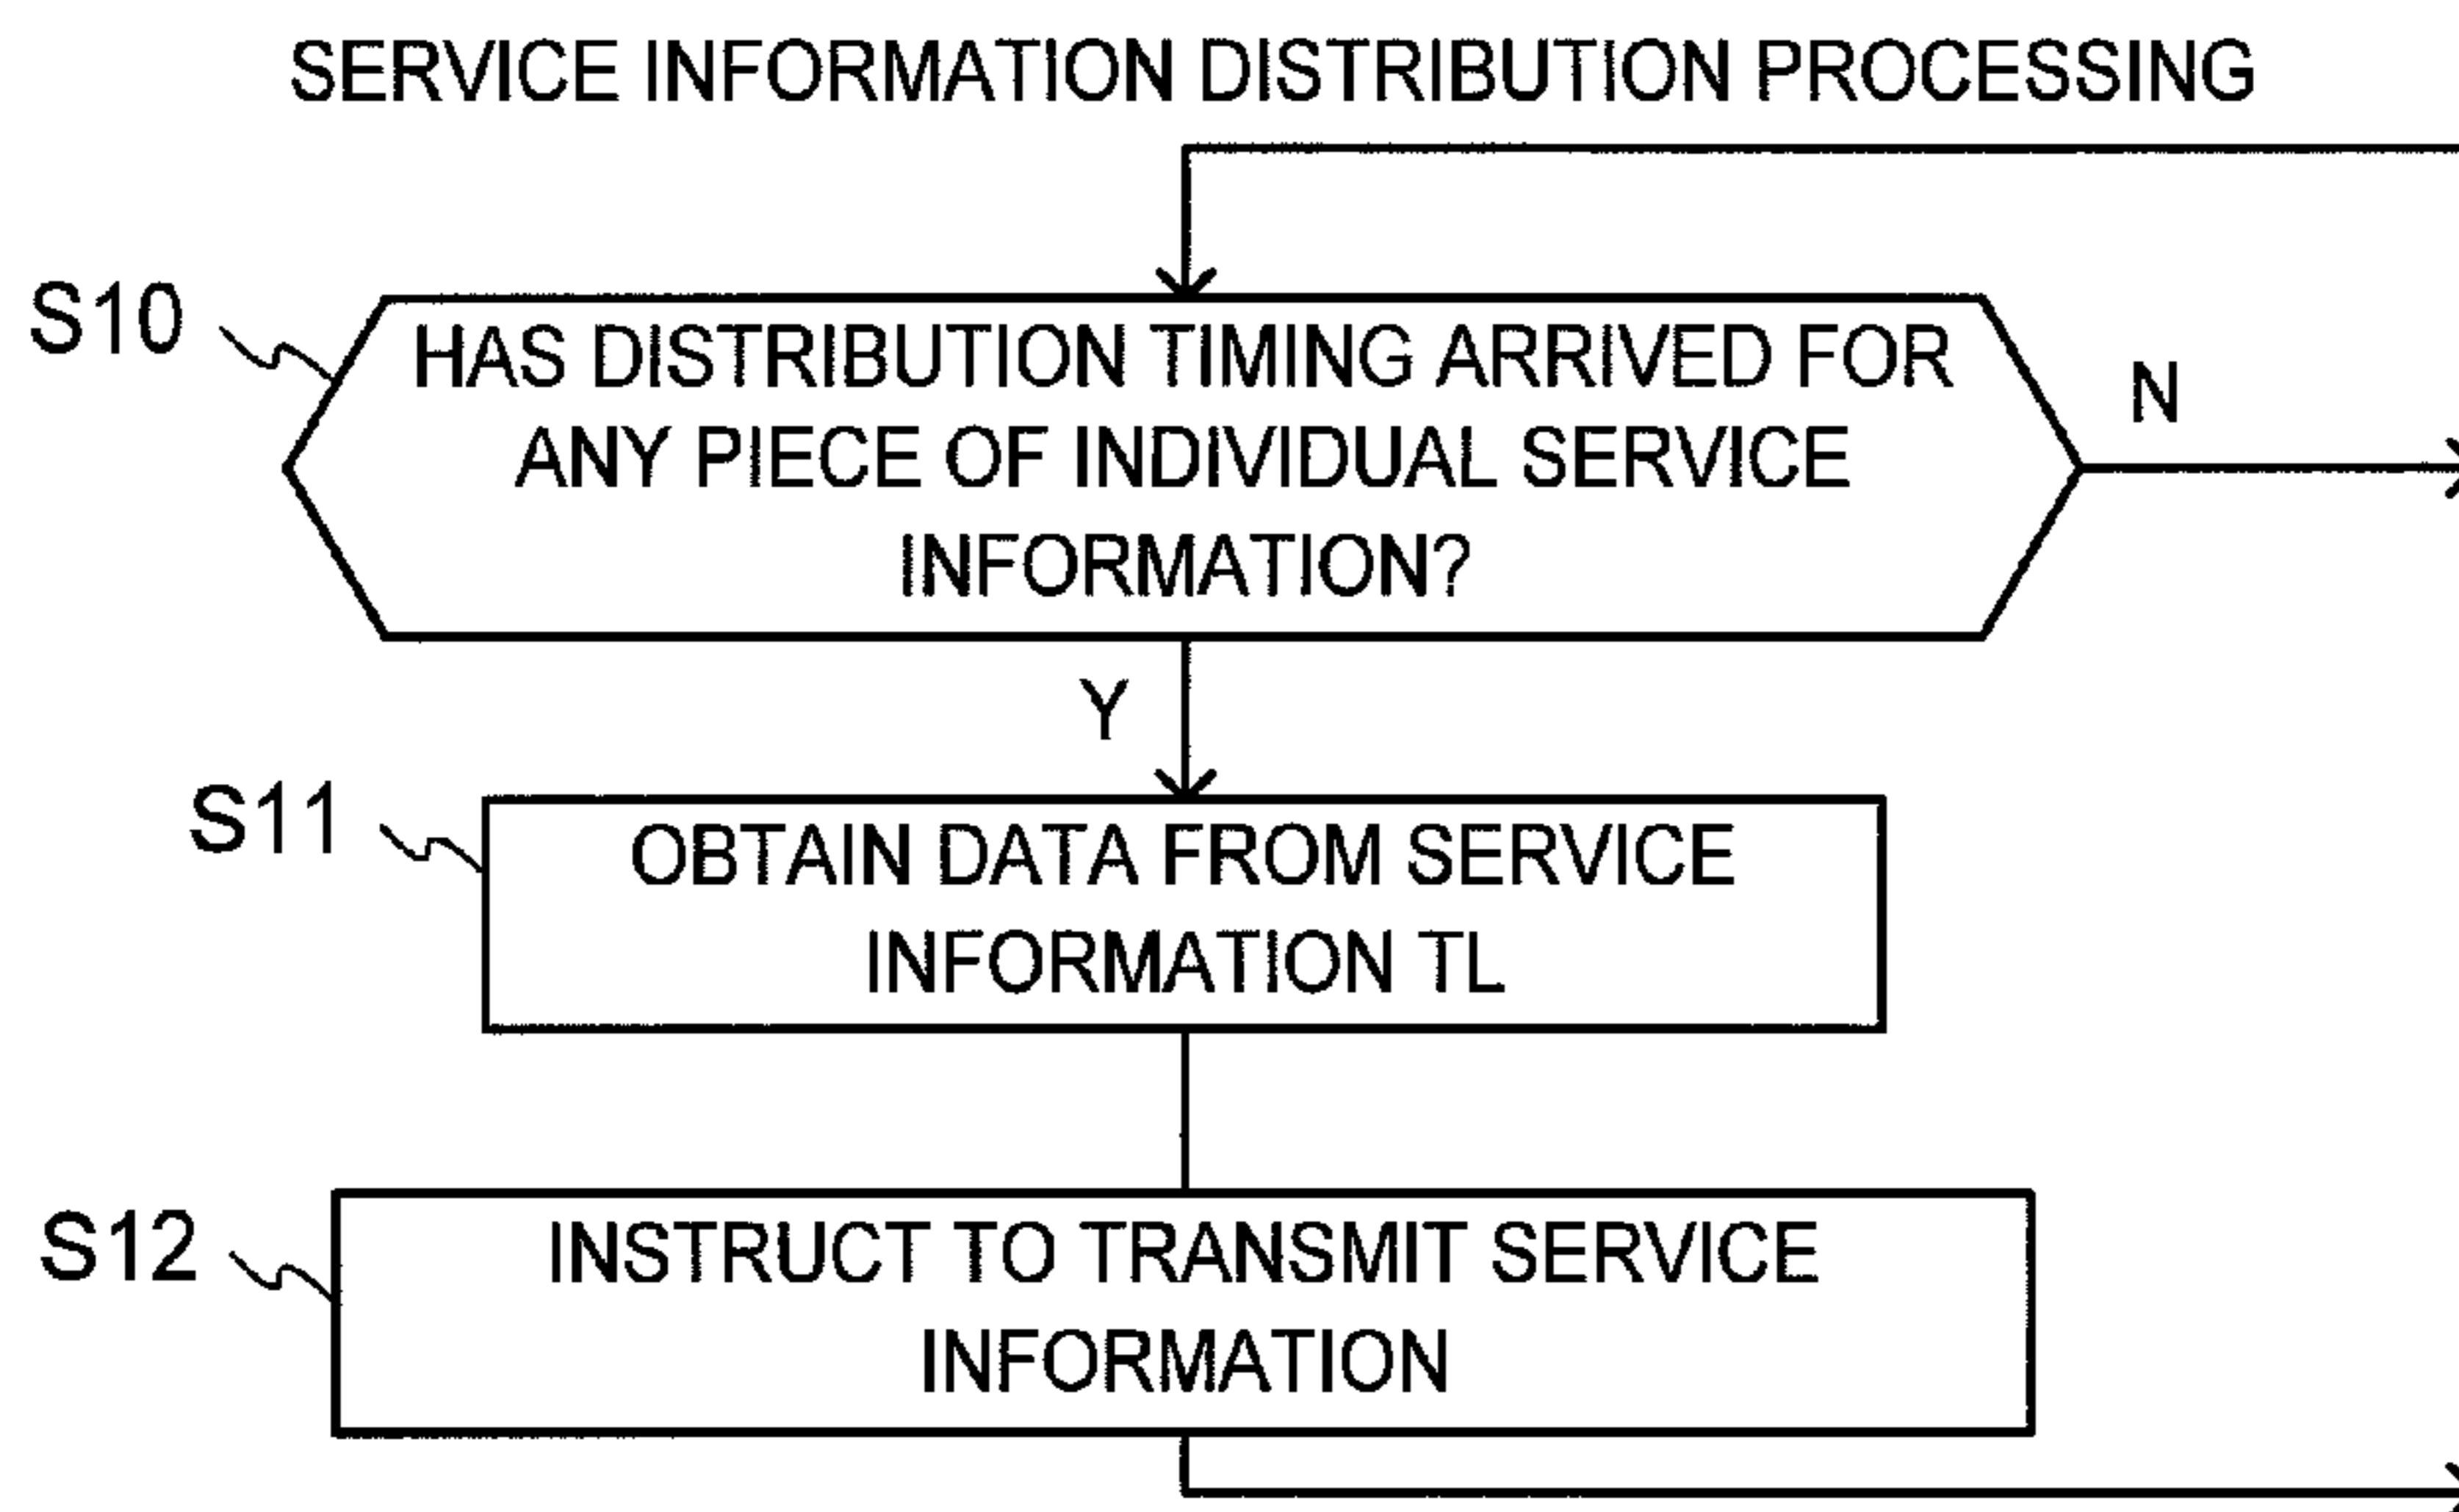 SERVICE INFORMATION DISTRIBUTION PROCESSING
S10
HAS DISTRIBUTION TIMING ARRIVED FOR
ANY PIECE OF INDIVIDUAL SERVICE
INFORMATION?
N
Y
S11
OBTAIN DATA FROM SERVICE
INFORMATION TL
S12
INSTRUCT TO TRANSMIT SERVICE
INFORMATION